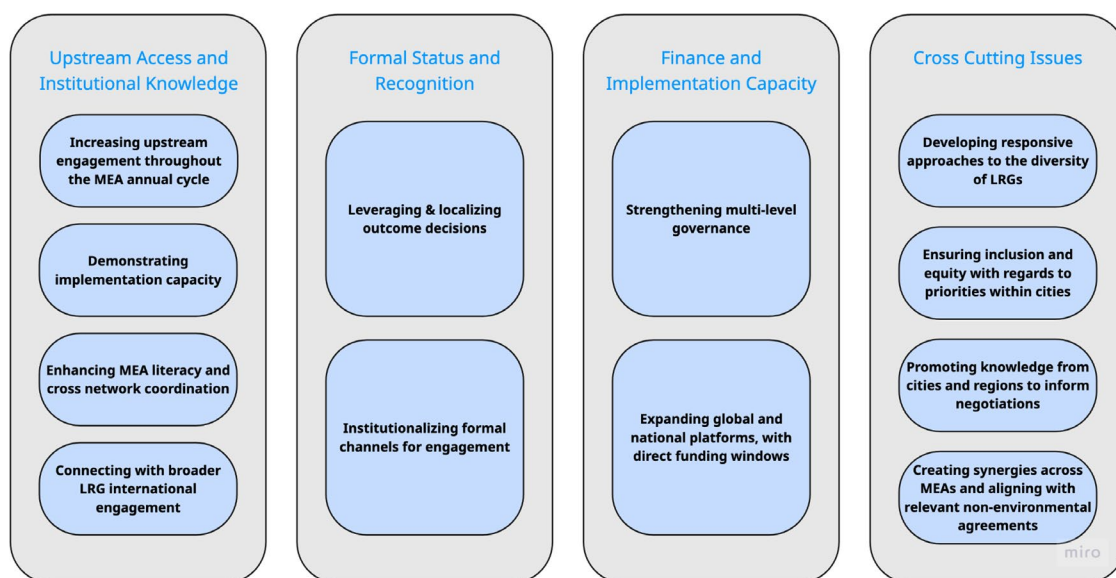 Upstream Access and
Institutional Knowledge
Increasing upstream
engagement throughout
the MEA annual cycle
Demonstrating
implementation capacity
Enhancing MEA literacy and
cross network coordination
Connecting with broader
LRG international
engagement
Formal Status and
Recognition
Leveraging & localizing
outcome decisions
Institutionalizing formal
channels for engagement
Finance and
Implementation Capacity
Strengthening multi-level
governance
Expanding global and
national platforms, with
direct funding windows
Cross Cutting Issues
Developing responsive
approaches to the diversity
of LRGs
Ensuring inclusion and
equity with regards to
priorities within cities
Promoting knowledge from
cities and regions to inform
negotiations
Creating synergies across
MEAs and aligning with
relevant non-environmental
agreements
miro